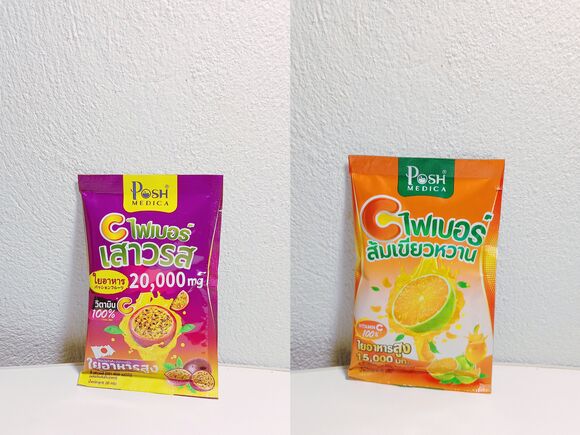 POSH
MEDICA
C ไฟเบอร์
เสาวรส
ใยอาหาร
20,000 mg
วิตามิน C
100%
ใยอาหารสูง
POSH
MEDICA
C ไฟเบอร์
ส้มเขียวหวาน
VITAMIN C
100%
ใยอาหารสูง
15,000 มก.